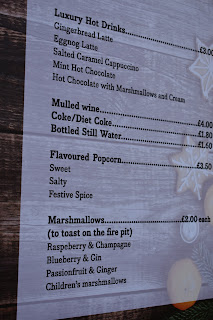 Luxury Hot Drinks..........................£3.00
Gingerbread Latte
Eggnog Latte
Salted Caramel Cappuccino
Mint Hot Chocolate
Hot Chocolate with Marshmallows and Cream
Mulled wine..........................£4.00
Coke/Diet Coke..........................£1.80
Bottled Still Water..........................£1.60
Flavoured Popcorn..........................£3.50
Sweet
Salty
Festive Spice
Marshmallows..........................£2.00 each
(to toast on the fire pit)
Raspberry & Champagne
Blueberry & Gin
Passionfruit & Ginger
Children's marshmallows